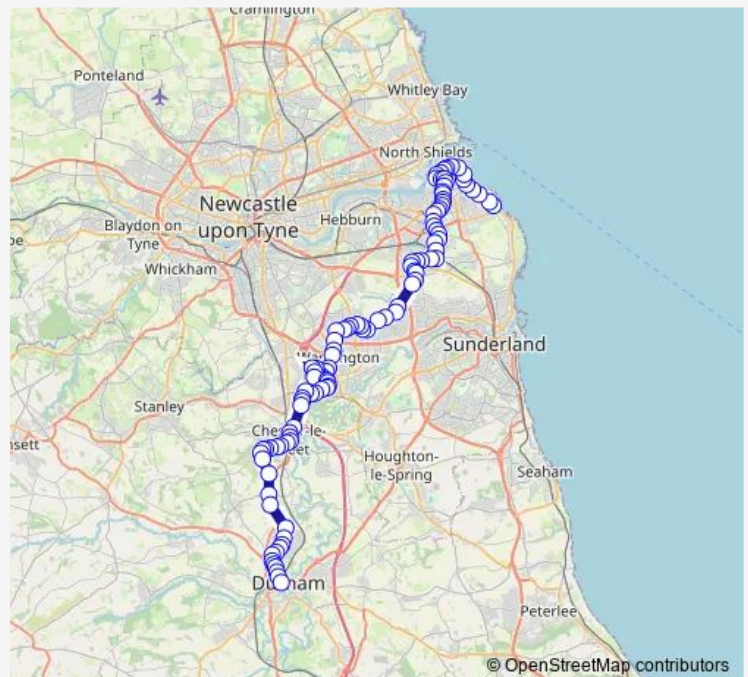 Cramlington
Ponteland
Whitley Bay
North Shields
Newcastle
upon Tyne
Hebburn
Blaydon on
Tyne
Whickham
Sunderland
Stanley
Houghton-
le-Spring
Seaham
Peterlee
© OpenStreetMap contributors